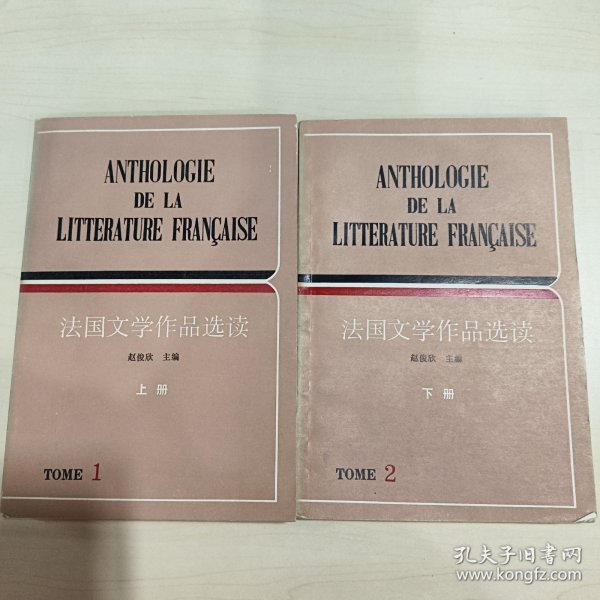 ANTHOLOGIE
DE LA
LITTERATURE FRANÇAISE
法国文学作品选读
赵俊欣 主编
上册
TOME 1
ANTHOLOGIE
DE LA
LITTERATURE FRANÇAISE
法国文学作品选读
赵俊欣 主编
下册
TOME 2
孔夫子旧书网
www.kongfz.com